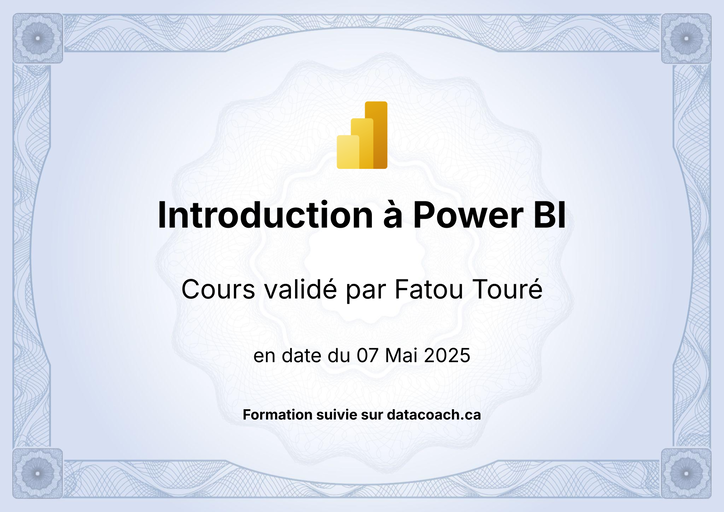 Introduction à Power BI
Cours validé par Fatou Touré
en date du 07 Mai 2025
Formation suivie sur datacoach.ca